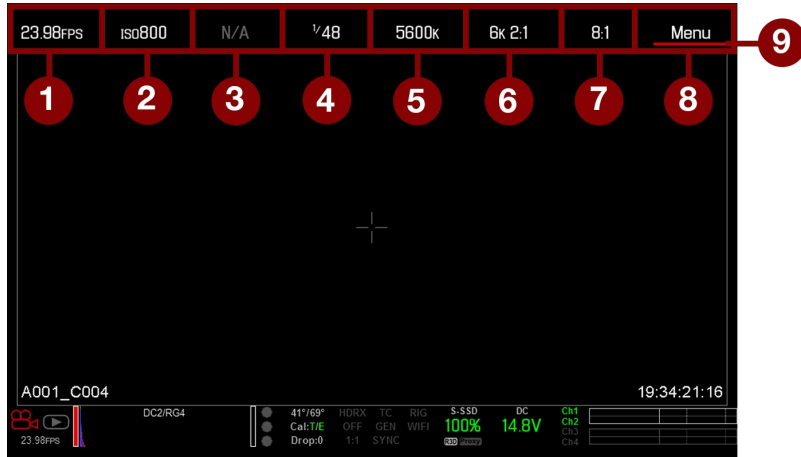 23.98FPS ISO800 N/A 1/48 5600K 6K 2:1 8:1 Menu 9
1 2 3 4 5 6 7 8
A001_C004 19:34:21:16
DC2/RG4 41°/69° HDRX TC RIG S-SSD DC Ch1
Cal:T/E OFF GEN WIFI 100% 14.8V Ch2
23.98FPS Drop:0 1:1 SYNC R3D Proxy Ch3
Ch4